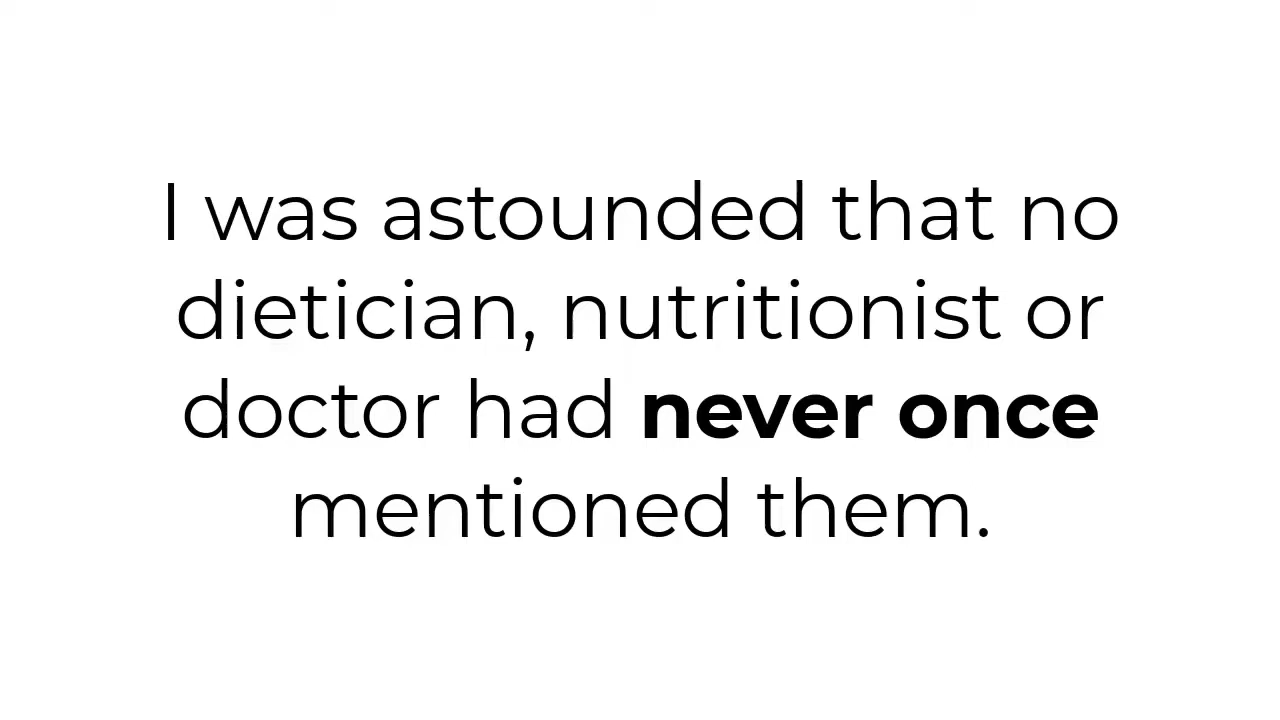 I was astounded that no
dietician, nutritionist or
doctor had never once
mentioned them.